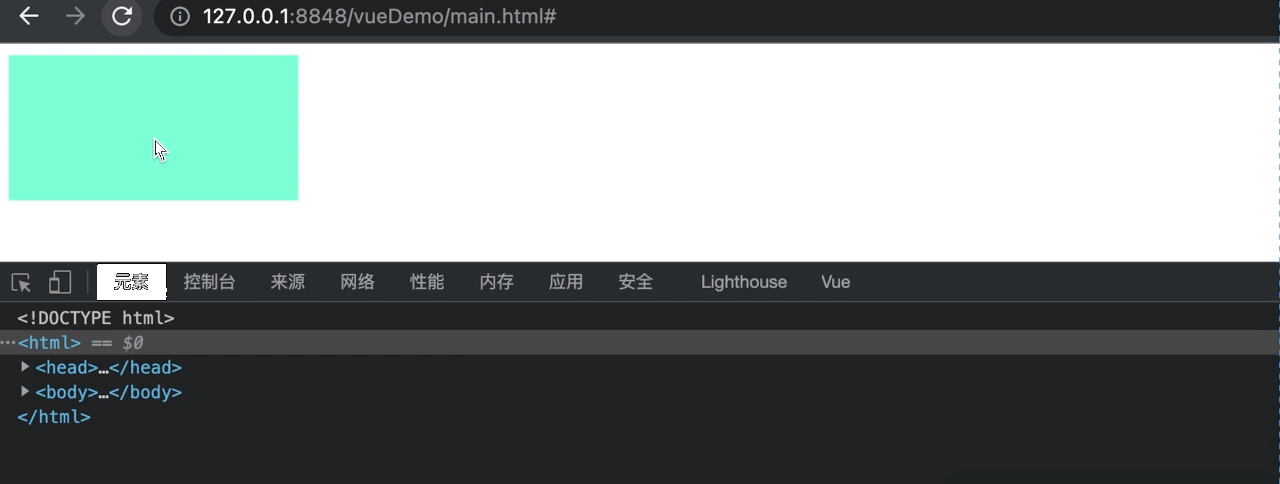 127.0.0.1:8848/vueDemo/main.html#
元素 控制台 来源 网络 性能 内存 应用 安全 Lighthouse Vue
<!DOCTYPE html>
…<html> == $0
<head>…</head>
<body>…</body>
</html>